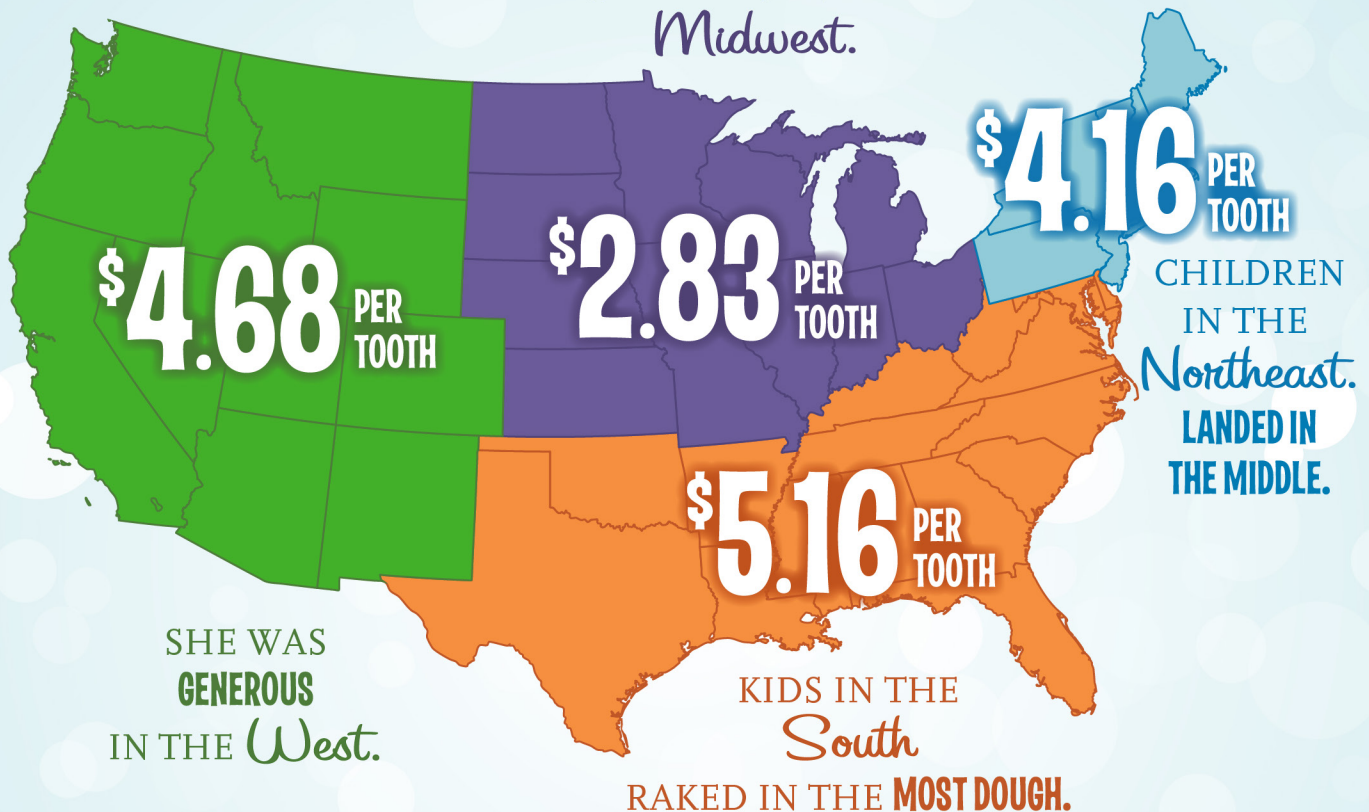 Midwest.
$4.16 PER
TOOTH
CHILDREN
IN THE
Northeast.
LANDED IN
THE MIDDLE.
$2.83 PER
TOOTH
$4.68 PER
TOOTH
$5.16 PER
TOOTH
SHE WAS
GENEROUS
IN THE West.
KIDS IN THE
South
RAKED IN THE MOST DOUGH.